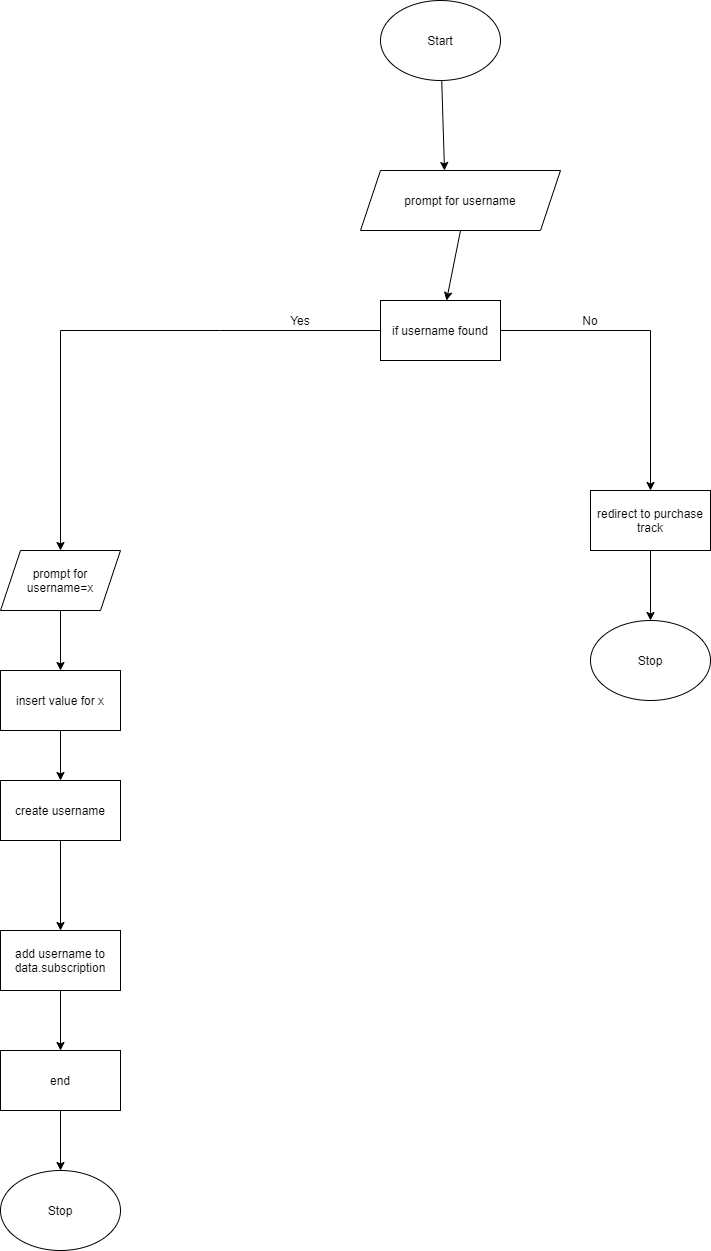 Start
prompt for username
if username found
Yes
No
redirect to purchase
track
Stop
prompt for
username=x
insert value for x
create username
add username to
data.subscription
end
Stop